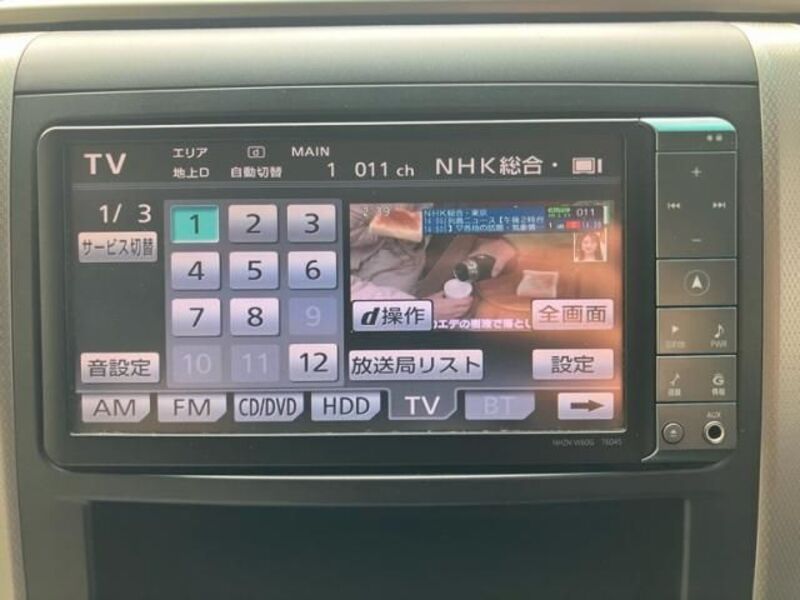 TV エリア 地上D d 自動切替 MAIN 1 011 ch NHK総合・
1/ 3
サービス切替
1 2 3
4 5 6
7 8 9
10 11 12
NHK総合・東京
011
d操作
全画面
音設定
放送局リスト
設定
AM FM CD/DVD HDD TV BT
AUX
NHZN-W60G